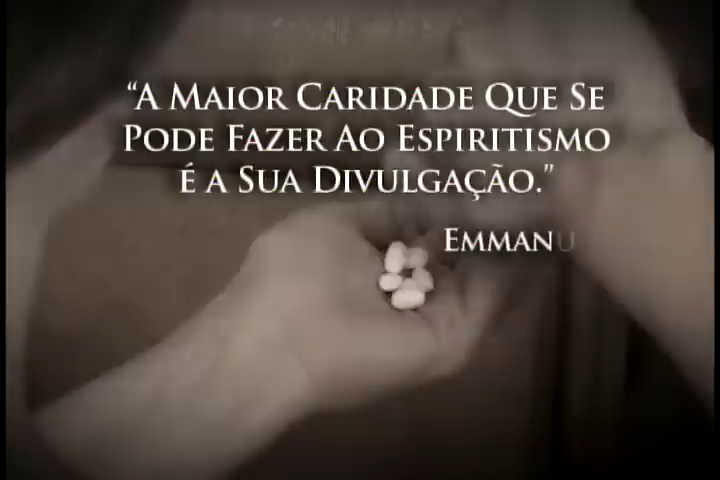 “A Maior Caridade Que Se
Pode Fazer Ao Espiritismo
é a Sua Divulgação.”
Emmanu